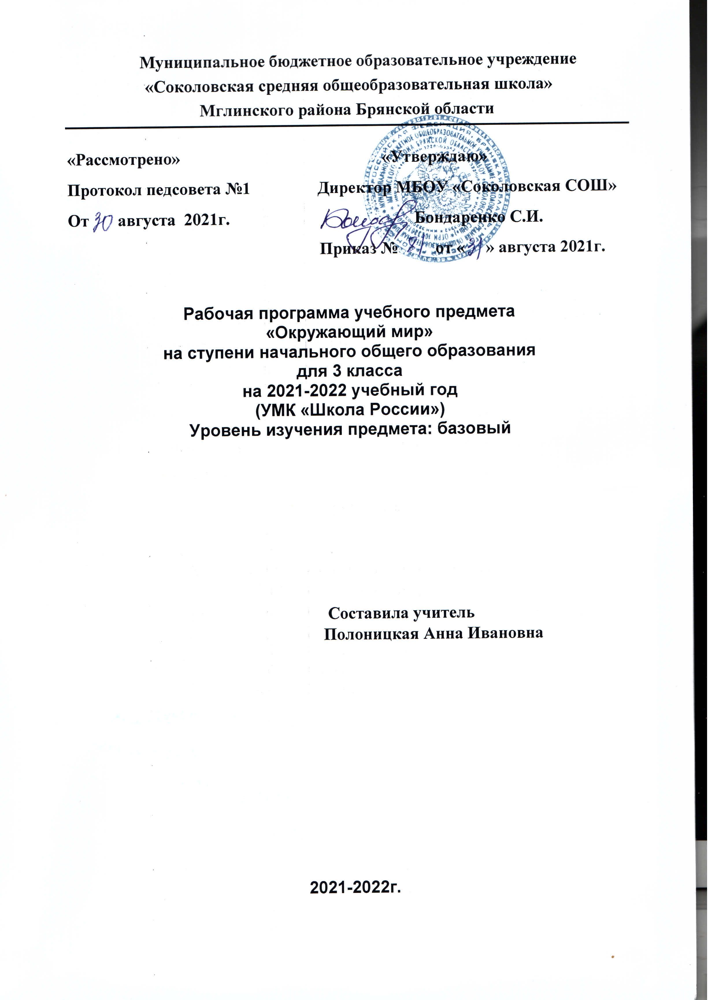 Муниципальное бюджетное образовательное учреждение
«Соколовская средняя общеобразовательная школа»
Мглинского района Брянской области
«Рассмотрено»
«Утверждаю»
Протокол педсовета №1
Директор МБОУ «Соколовская СОШ»
От 30 августа 2021г.
Бондаренко С.И.
Приказ № 81 от «31» августа 2021г.
Рабочая программа учебного предмета
«Окружающий мир»
на ступени начального общего образования
для 3 класса
на 2021-2022 учебный год
(УМК «Школа России»)
Уровень изучения предмета: базовый
Составила учитель
Полоницкая Анна Ивановна
2021-2022г.